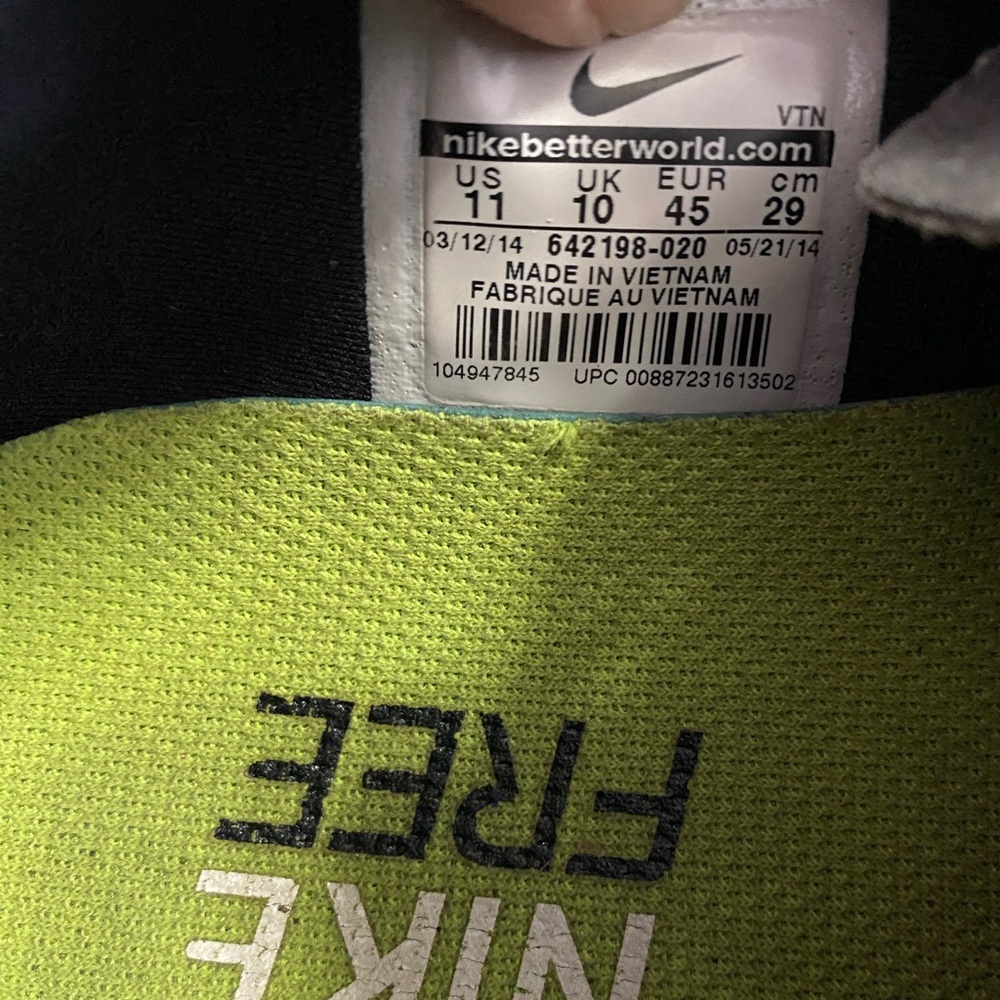 VTN
nikebetterworld.com
US UK EUR cm
11 10 45 29
03/12/14 642198-020 05/21/14
MADE IN VIETNAM
FABRIQUE AU VIETNAM
104947845 UPC 00887231613502
NIKE
FREE